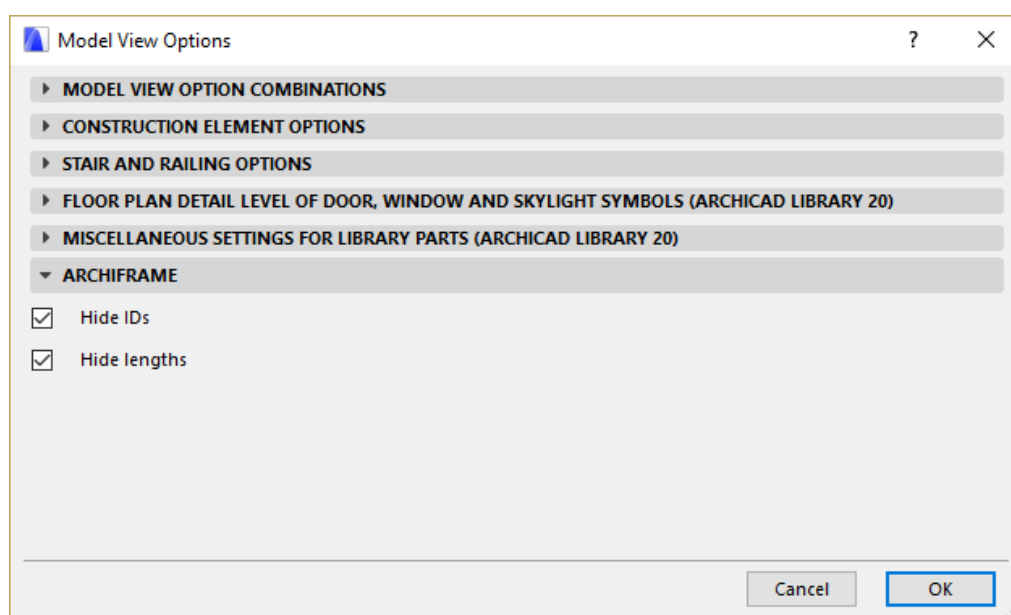 Model View Options
MODEL VIEW OPTION COMBINATIONS
CONSTRUCTION ELEMENT OPTIONS
STAIR AND RAILING OPTIONS
FLOOR PLAN DETAIL LEVEL OF DOOR, WINDOW AND SKYLIGHT SYMBOLS (ARCHICAD LIBRARY 20)
MISCELLANEOUS SETTINGS FOR LIBRARY PARTS (ARCHICAD LIBRARY 20)
ARCHIFRAME
Hide IDs
Hide lengths
Cancel OK